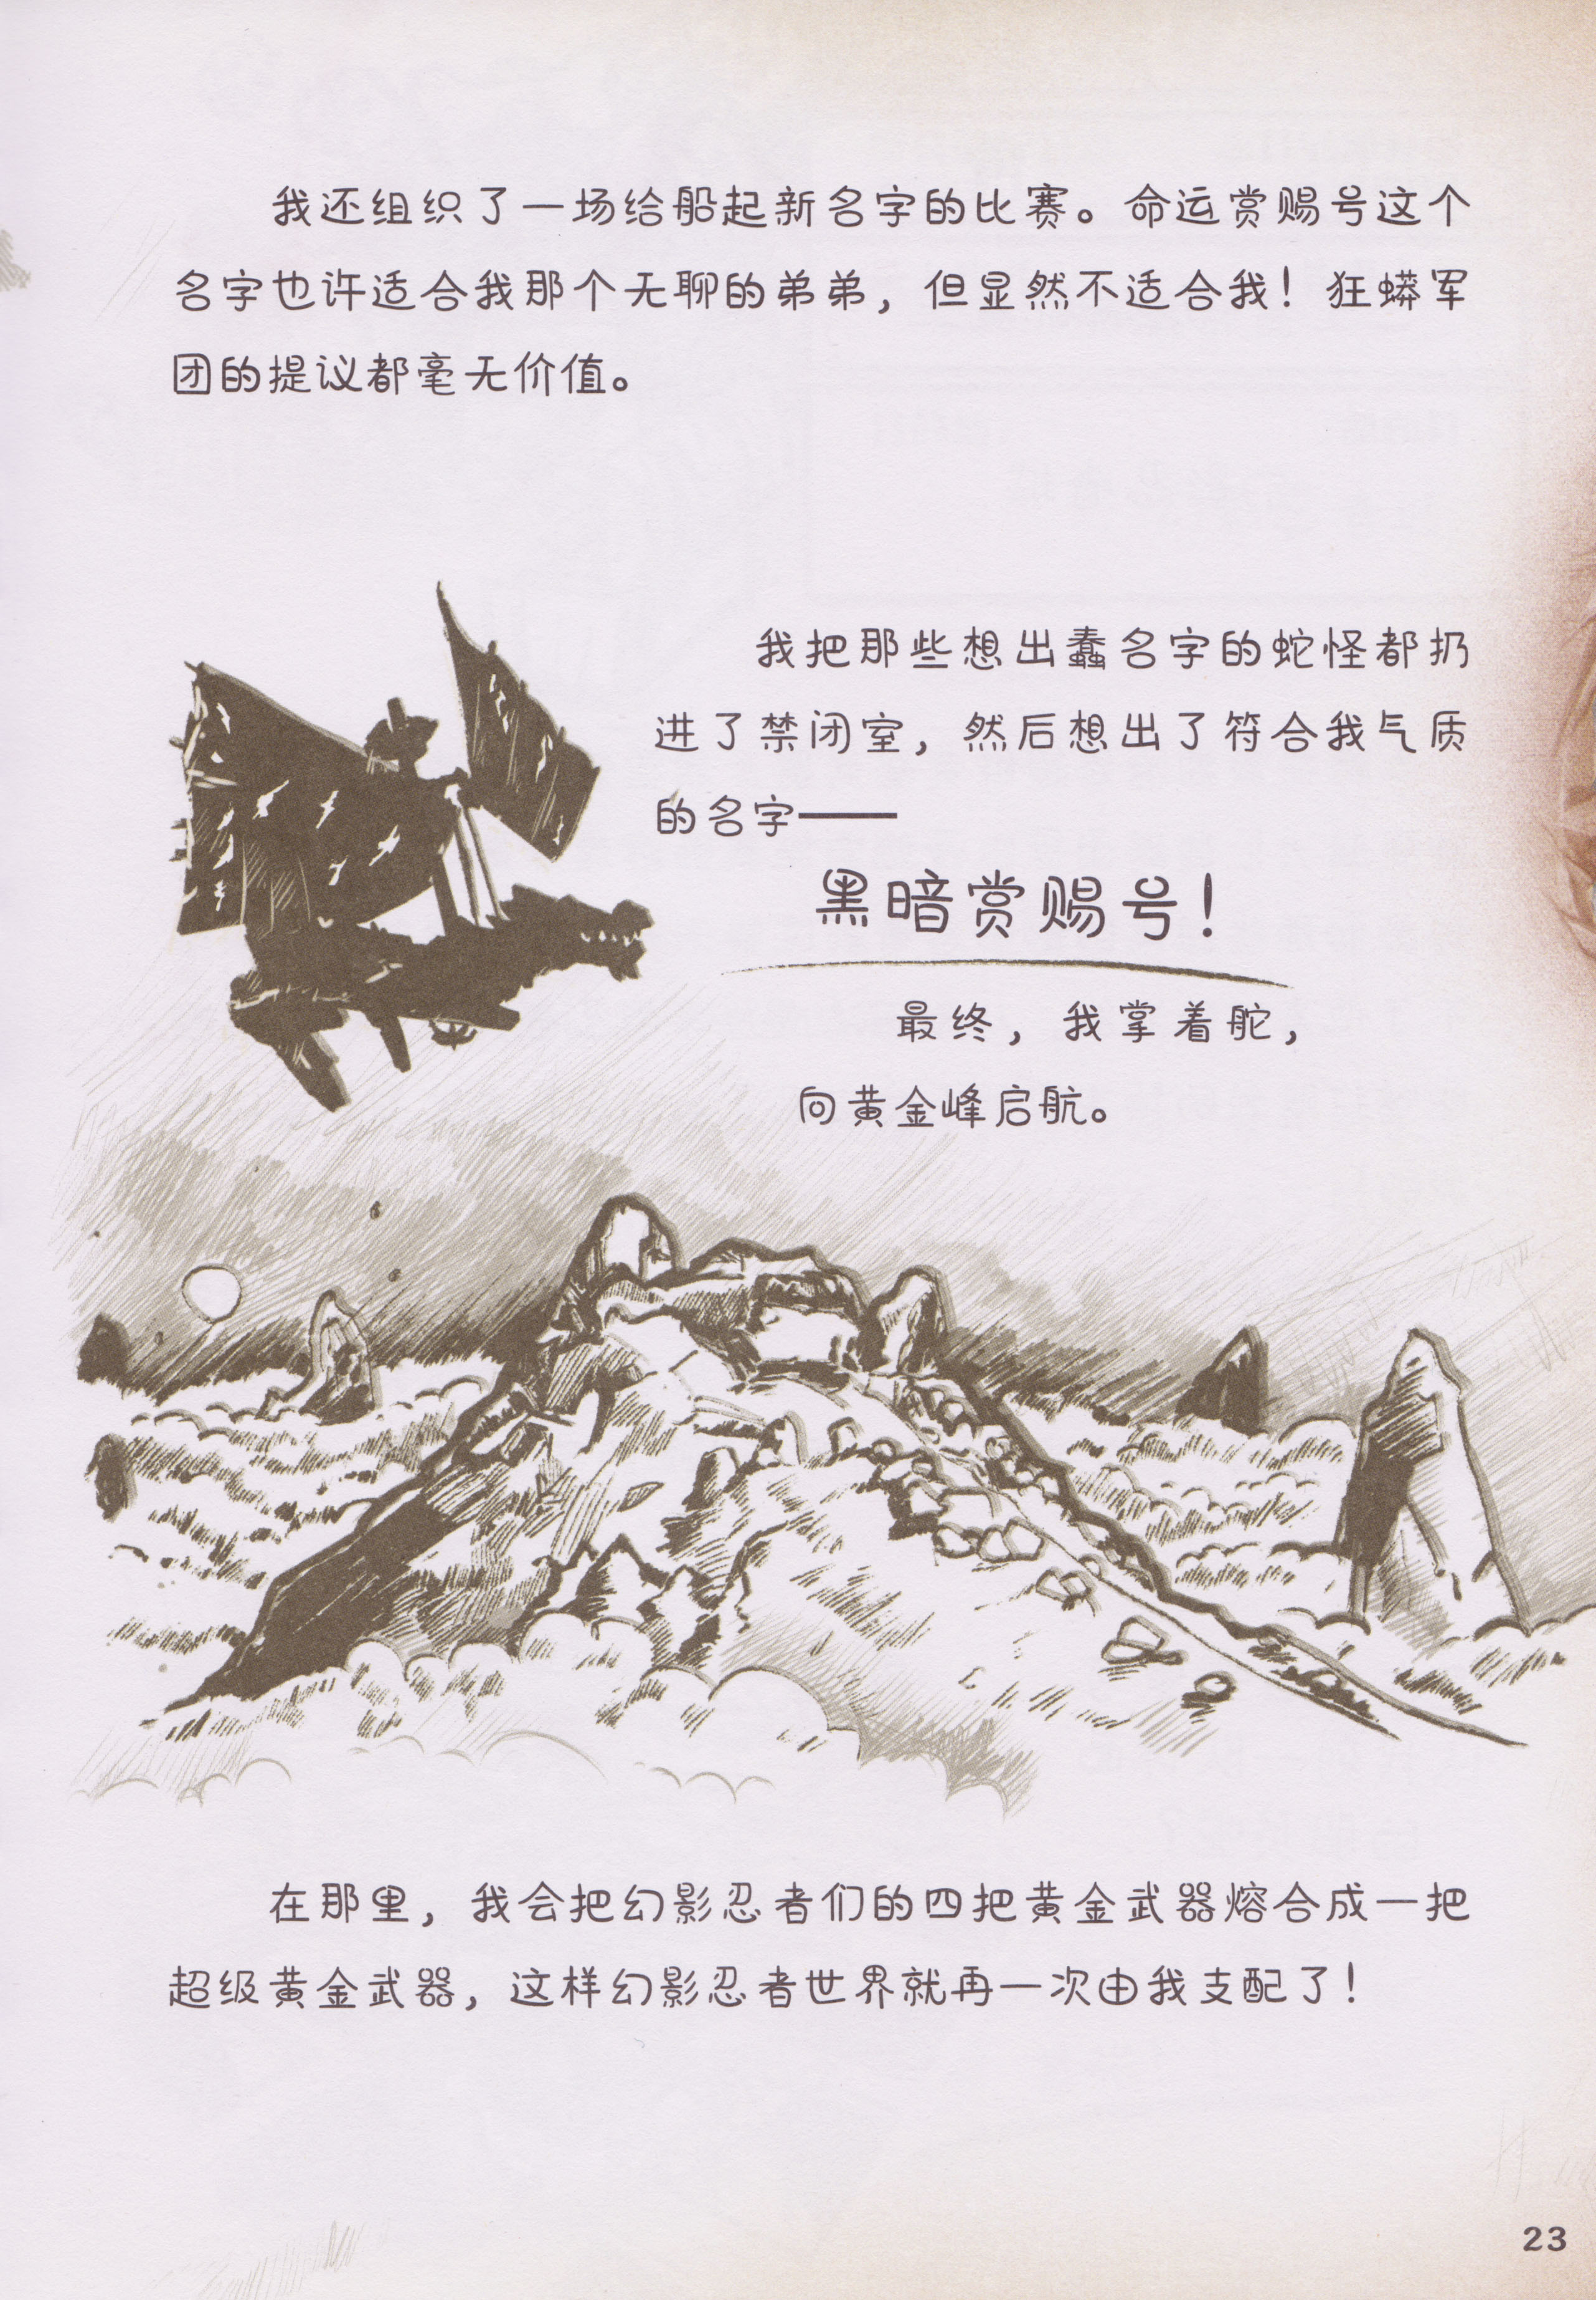 我还组织了一场给船起新名字的比赛。命运赏赐号这个
名字也许适合我那个无聊的弟弟，但显然不适合我！狂蟒军
团的提议都毫无价值。
我把那些想出蠢名字的蛇怪都扔
进了禁闭室，然后想出了符合我气质
的名字——
黑暗赏赐号！
最终，我掌着舵，
向黄金峰启航。
在那里，我会把幻影忍者们的四把黄金武器熔合成一把
超级黄金武器，这样幻影忍者世界就再一次由我支配了！
23